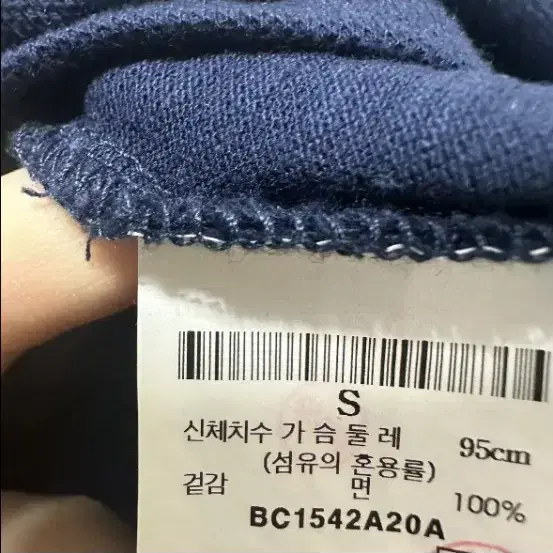 S
신체치수 가 슴 둘 레 95cm
(섬유의 혼용률)
겉감 면 100%
BC1542A20A